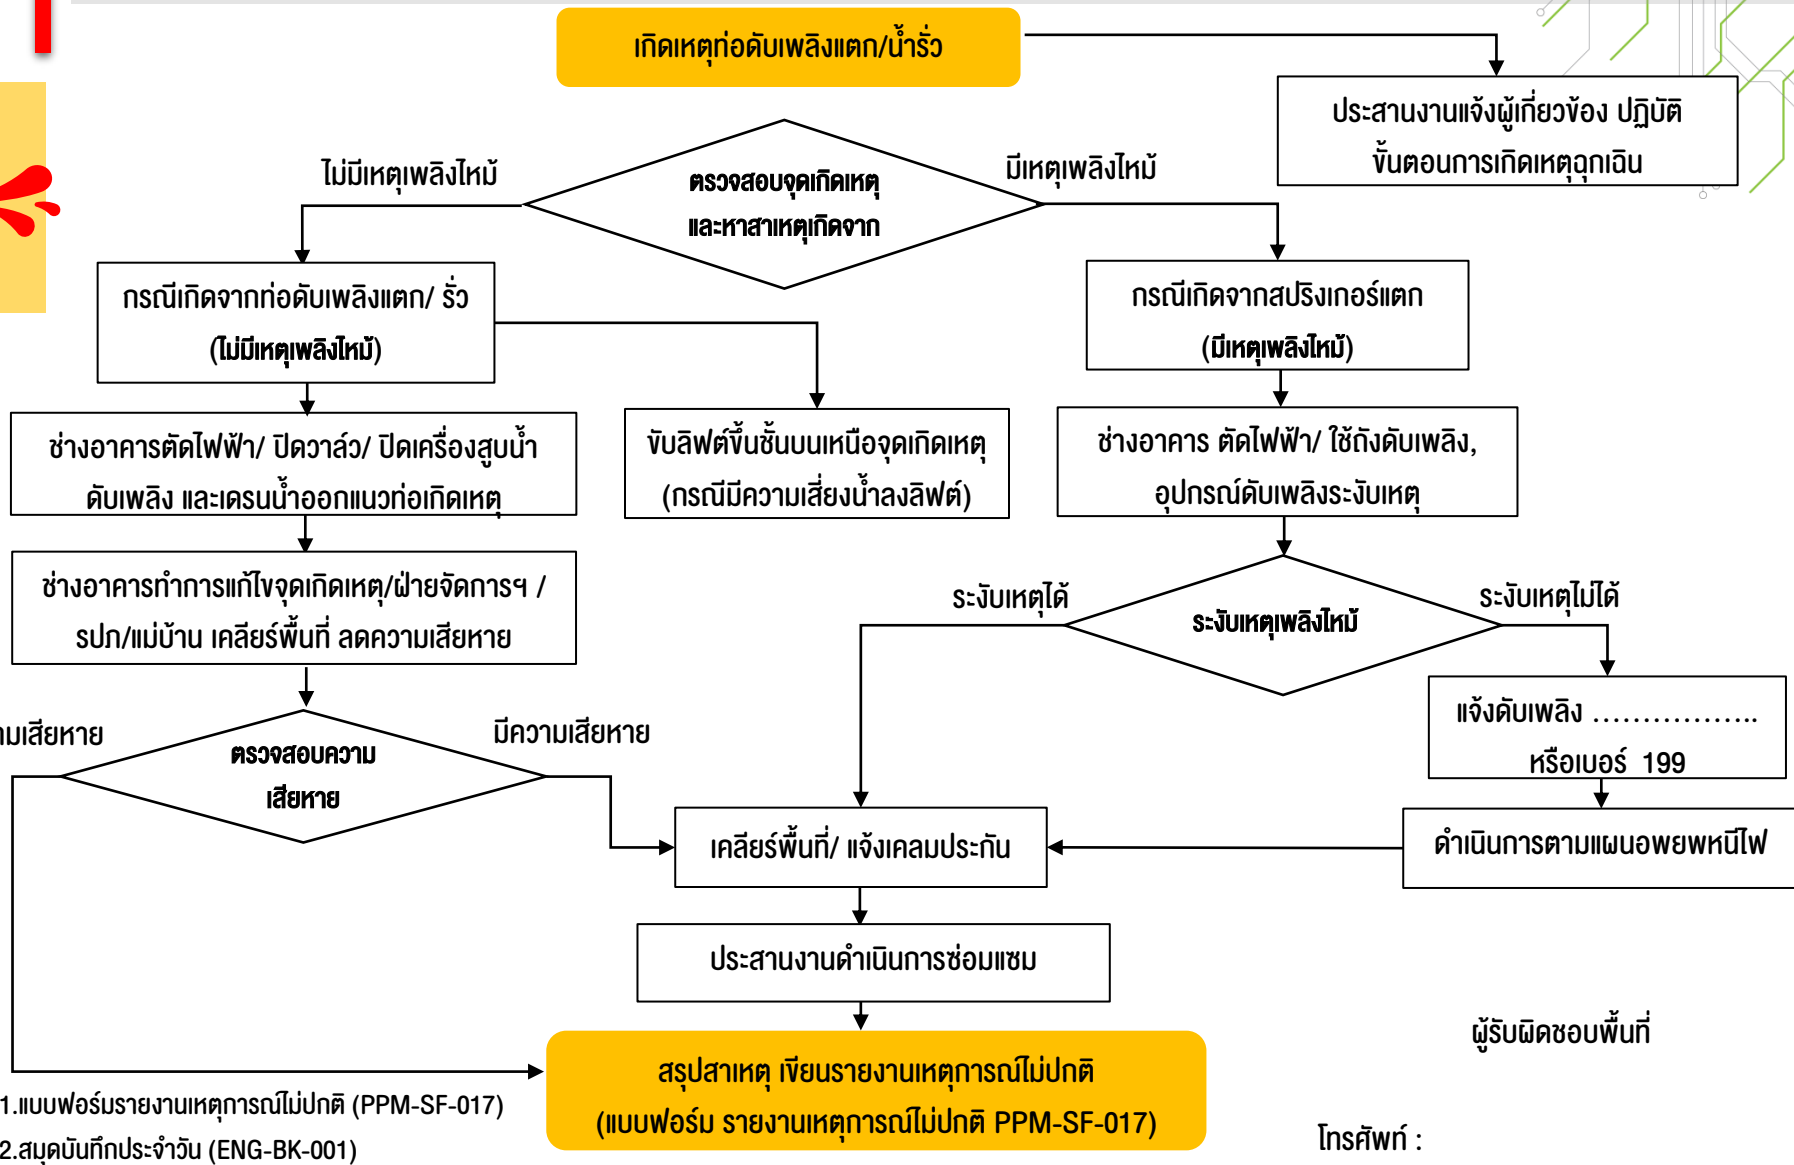 เกิดเหตุท่อดับเพลิงแตก/น้ำรั่ว
ประสานงานแจ้งผู้เกี่ยวข้อง ปฏิบัติ
ขั้นตอนการเกิดเหตุฉุกเฉิน
ไม่มีเหตุเพลิงไหม้
ตรวจสอบจุดเกิดเหตุ
และหาสาเหตุเกิดจาก
มีเหตุเพลิงไหม้
กรณีเกิดจากท่อดับเพลิงแตก/ รั่ว
(ไม่มีเหตุเพลิงไหม้)
กรณีเกิดจากสปริงเกอร์แตก
(มีเหตุเพลิงไหม้)
ช่างอาคารตัดไฟฟ้า/ ปิดวาล์ว/ ปิดเครื่องสูบน้ำ
ดับเพลิง และเดรนน้ำออกแนวท่อเกิดเหตุ
ขับลิฟต์ขึ้นชั้นบนเหนือจุดเกิดเหตุ
(กรณีมีความเสี่ยงน้ำลงลิฟต์)
ช่างอาคาร ตัดไฟฟ้า/ ใช้ถังดับเพลิง,
อุปกรณ์ดับเพลิงระงับเหตุ
ช่างอาคารทำการแก้ไขจุดเกิดเหตุ/ฝ่ายจัดการฯ /
รปภ/แม่บ้าน เคลียร์พื้นที่ ลดความเสียหาย
ระงับเหตุได้
ระงับเหตุเพลิงไหม้
ระงับเหตุไม่ได้
ามเสียหาย
ตรวจสอบความ
เสียหาย
มีความเสียหาย
แจ้งดับเพลิง ……………..
หรือเบอร์ 199
เคลียร์พื้นที่/ แจ้งเคลมประกัน
ดำเนินการตามแผนอพยพหนีไฟ
ประสานงานดำเนินการซ่อมแซม
ผู้รับผิดชอบพื้นที่
สรุปสาเหตุ เขียนรายงานเหตุการณ์ไม่ปกติ
(แบบฟอร์ม รายงานเหตุการณ์ไม่ปกติ PPM-SF-017)
1.แบบฟอร์มรายงานเหตุการณ์ไม่ปกติ (PPM-SF-017)
2.สมุดบันทึกประจำวัน (ENG-BK-001)
โทรศัพท์ :